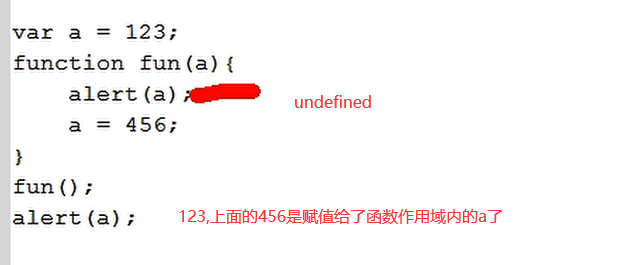 var a = 123;
function fun(a){
alert(a);
undefined
a = 456;
}
fun();
alert(a);
123,上面的456是赋值给了函数作用域内的a了